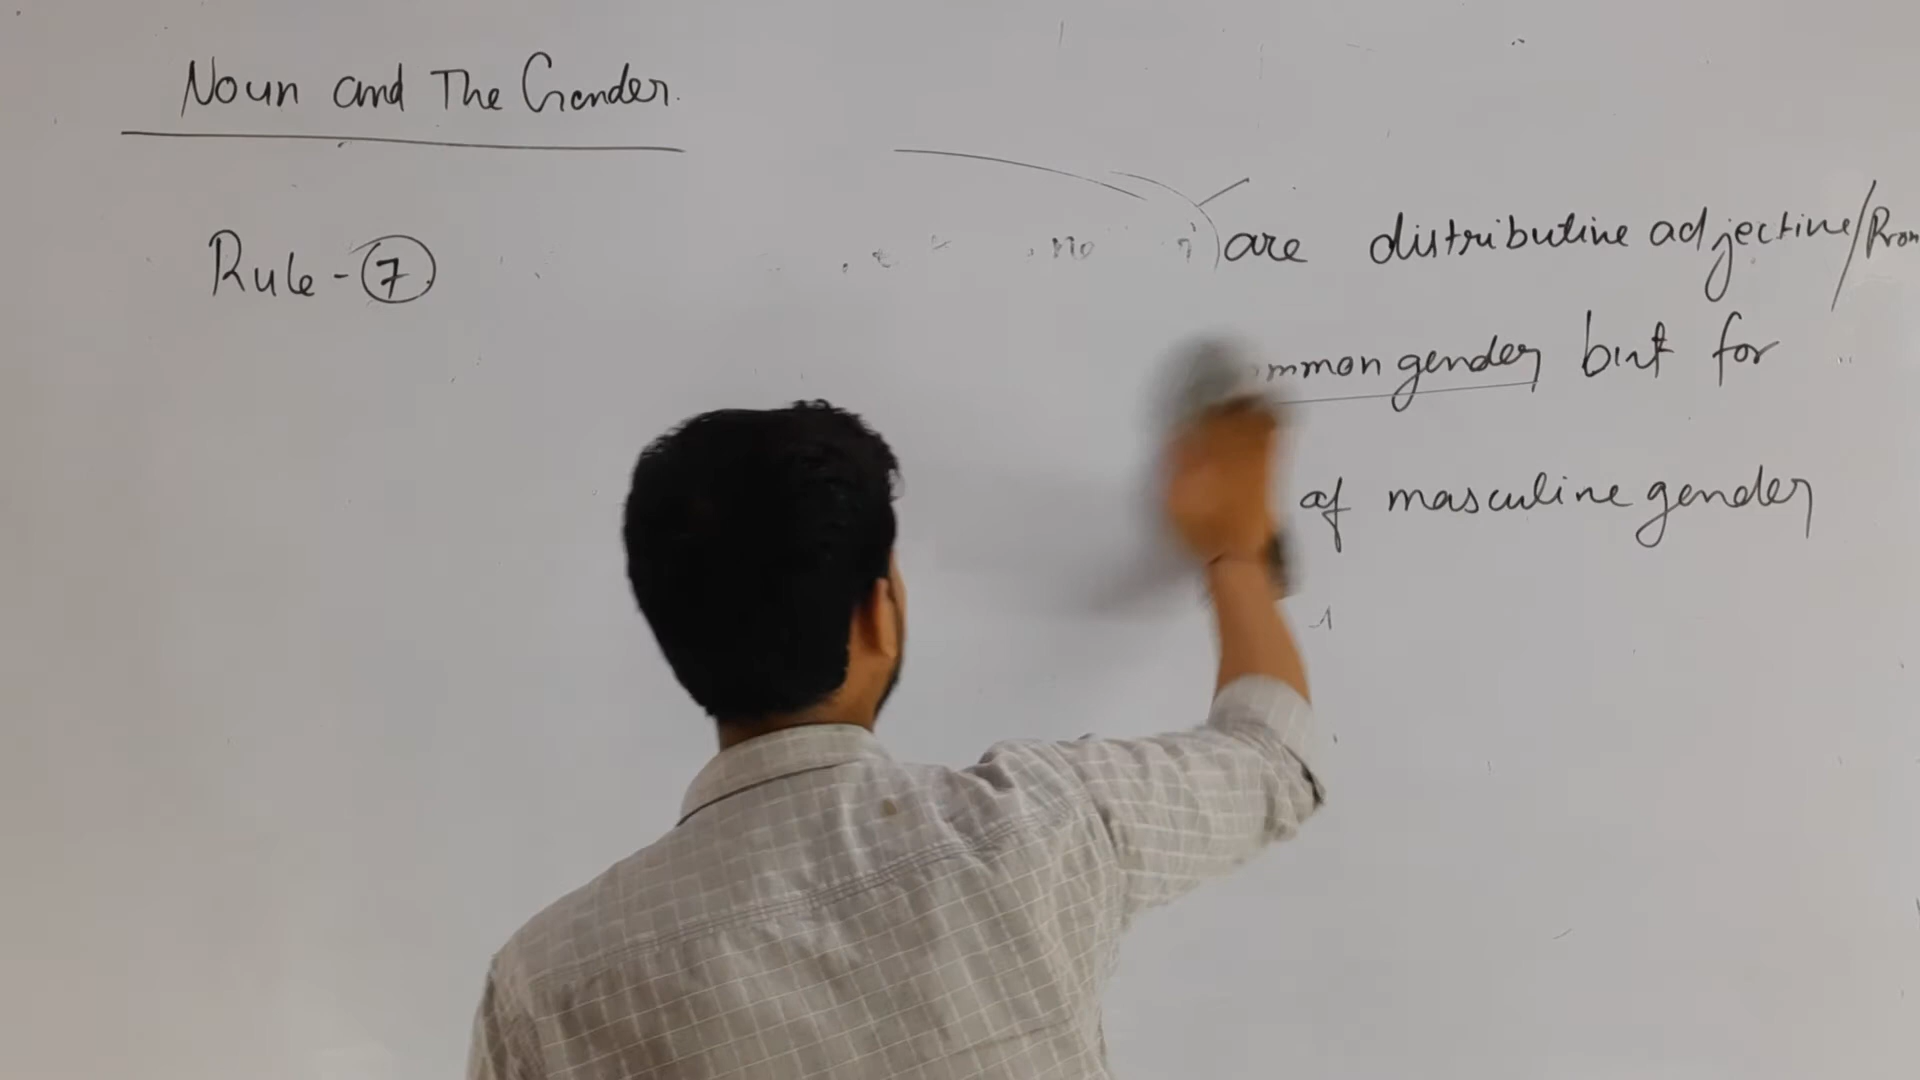 Noun and The Gender.
Rule - 7
are distributive adjective/Pron
mmon gender but for
of masculine gender